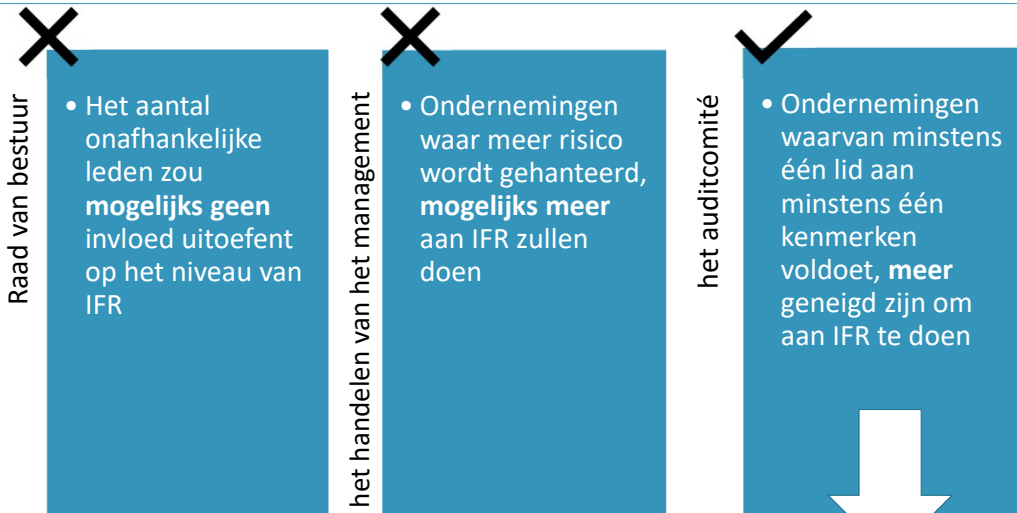 Raad van bestuur
• Het aantal
onafhankelijke
leden zou
mogelijks geen
invloed uitoefent
op het niveau van
IFR
het handelen van het management
• Ondernemingen
waar meer risico
wordt gehanteerd,
mogelijks meer
aan IFR zullen
doen
het auditcomité
• Ondernemingen
waarvan minstens
één lid aan
minstens één
kenmerken
voldoet, meer
geneigd zijn om
aan IFR te doen